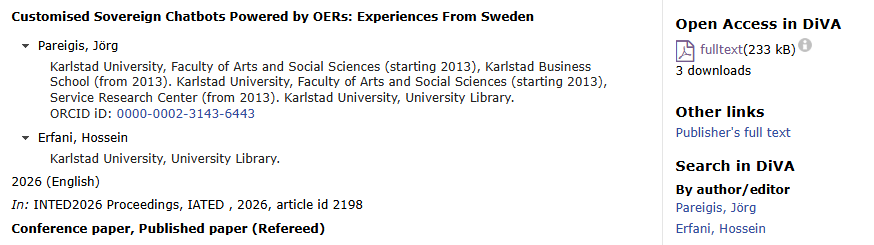 Customised Sovereign Chatbots Powered by OERs: Experiences From Sweden
Pareigis, Jörg
Karlstad University, Faculty of Arts and Social Sciences (starting 2013), Karlstad Business
School (from 2013). Karlstad University, Faculty of Arts and Social Sciences (starting 2013),
Service Research Center (from 2013). Karlstad University, University Library.
ORCID iD: 0000-0002-3143-6443
Erfani, Hossein
Karlstad University, University Library.
2026 (English)
In: INTED2026 Proceedings, IATED , 2026, article id 2198
Conference paper, Published paper (Refereed)
Open Access in DiVA
fulltext(233 kB)
3 downloads
Other links
Publisher's full text
Search in DiVA
By author/editor
Pareigis, Jörg
Erfani, Hossein